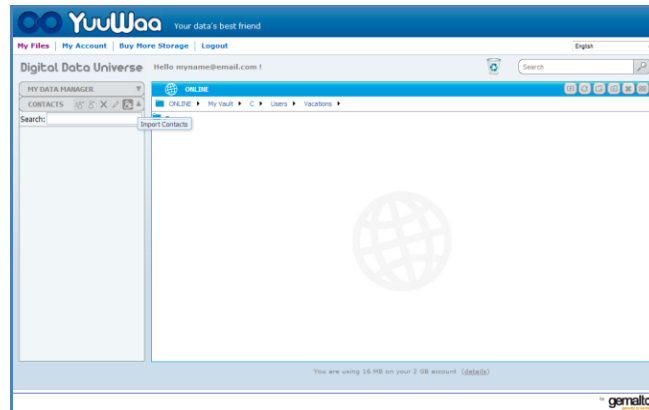 YuuWaa Your data's best friend
My Files | My Account | Buy More Storage | Logout
English
Digital Data Universe
Hello myname@email.com !
Search
MY DATA MANAGER
CONTACTS
Search:
Import Contacts
ONLINE
ONLINE My Vault C Users Vacations
You are using 16 MB on your 2 GB account (details)
by gemalto